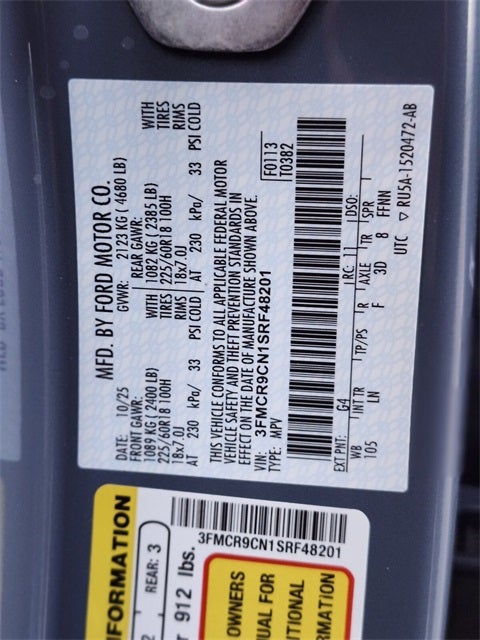 MFD. BY FORD MOTOR CO.
DATE: 10/25 GVWR: 2123 KG ( 4680 LB)
FRONT GAWR: REAR GAWR: WITH
1089 KG ( 2400 LB) 1082 KG ( 2385 LB) TIRES
225/60R18 100H 225/60R18 100H RIMS
18x7.0J 18x7.0J
AT 230 kPa/ 33 PSI COLD AT 230 kPa/ 33 PSI COLD
WITH
TIRES
RIMS
THIS VEHICLE CONFORMS TO ALL APPLICABLE FEDERAL MOTOR
VEHICLE SAFETY AND THEFT PREVENTION STANDARDS IN
EFFECT ON THE DATE OF MANUFACTURE SHOWN ABOVE.
VIN: 3FMCR9CN1SRF48201
TYPE: MPV
F0113
T0382
EXT PNT: G4 RC: 11 DSO:
WB INT TR TP/PS R AXLE TR SPR
105 LN F 3D 8 FFNN
UTC ▽ RU5A-1520472-AB
FORMATION
2 REAR: 3
912 lbs.
3FMCR9CN1SRF48201
OWNERS
UAL FOR
TIONAL